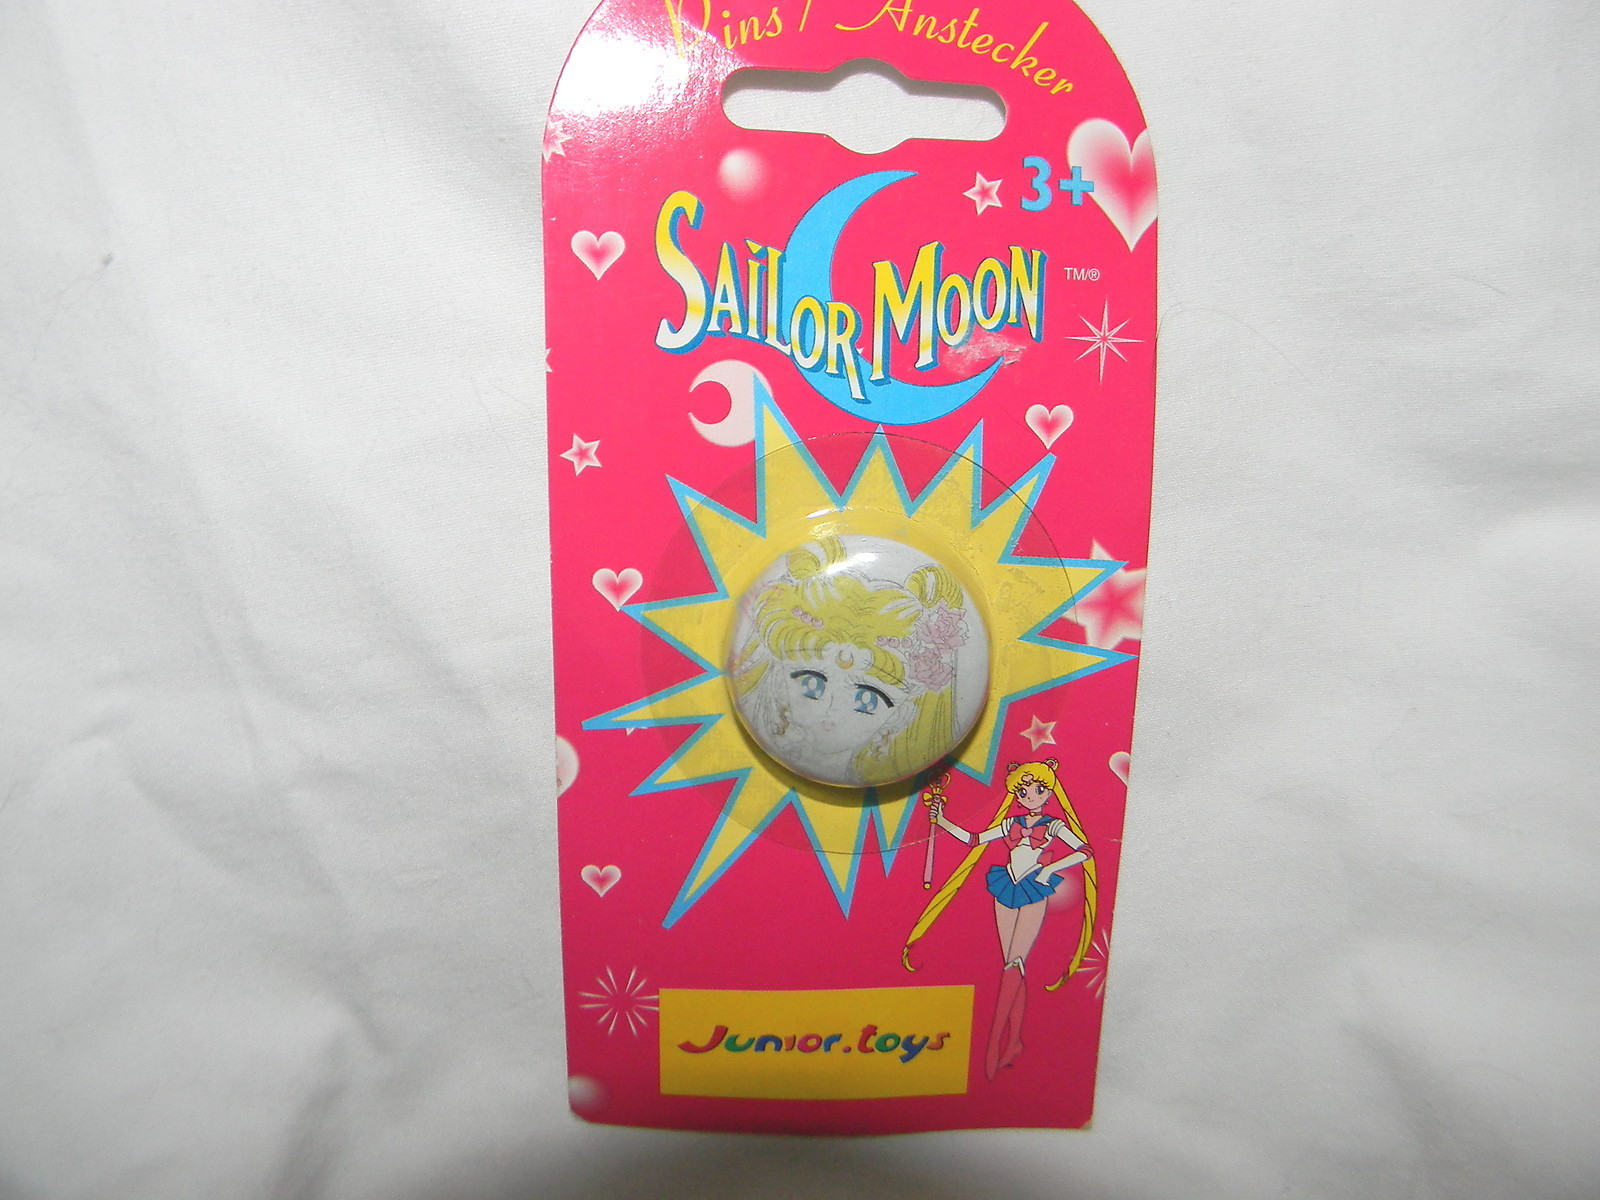 Pins / Anstecker
3+
SAiLOR MOON TM/®
Junior.toys